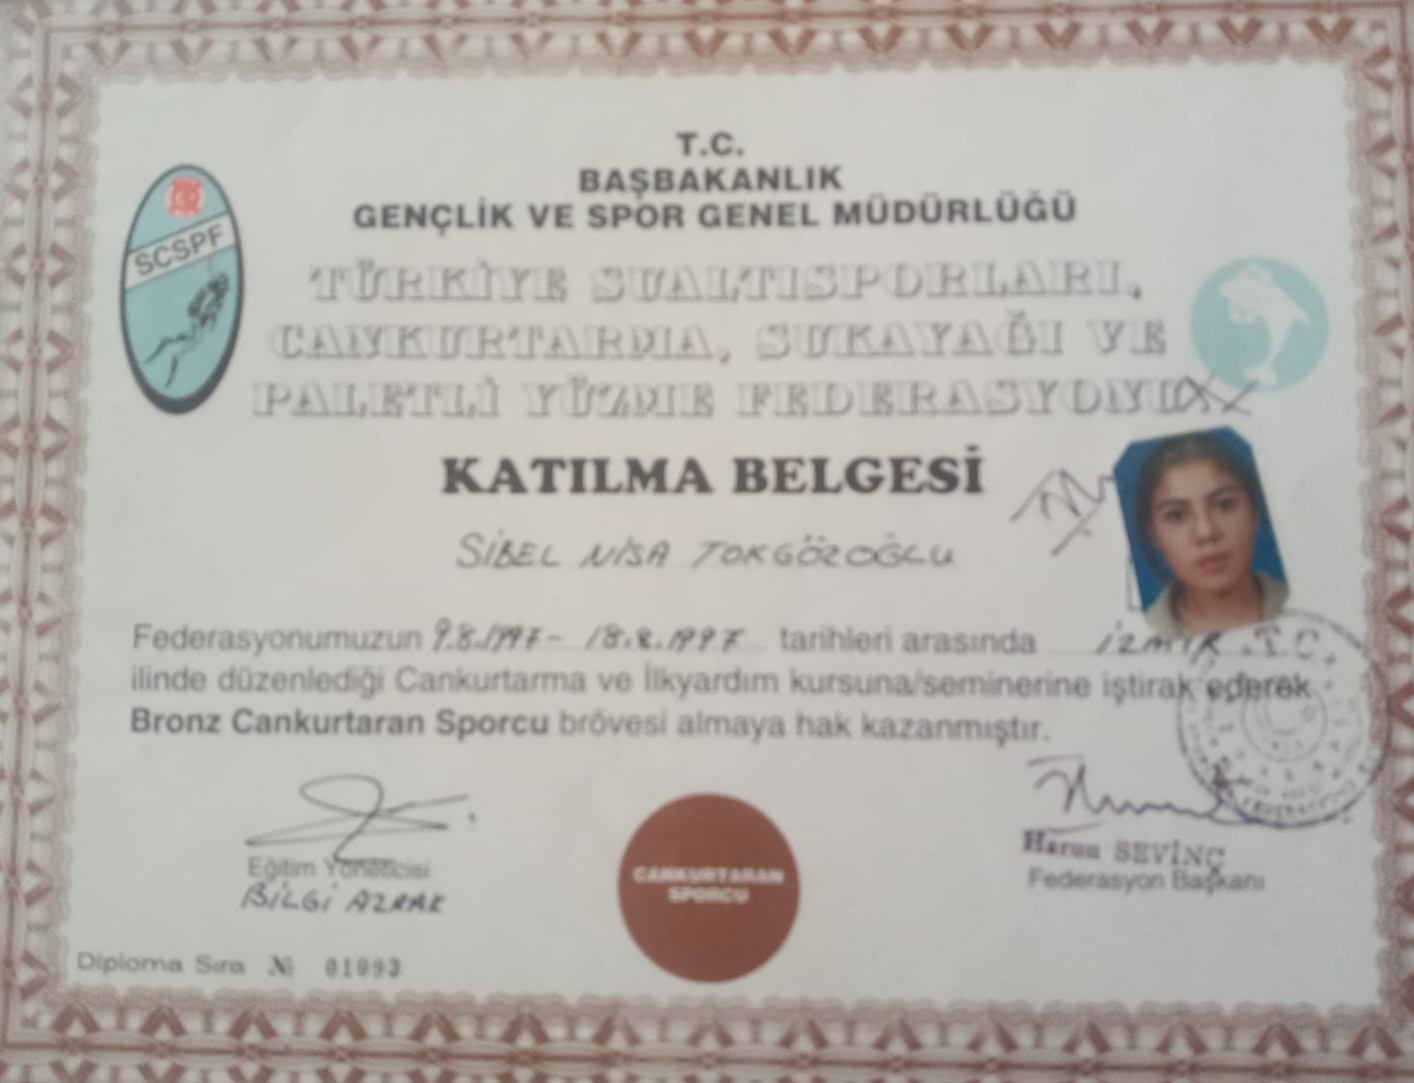 T.C.
BAŞBAKANLIK
GENÇLİK VE SPOR GENEL MÜDÜRLÜĞÜ
SCSPF
TÜRKİYE SUALTISPORLARI,
CANKURTARMA, SUKAYAĞI VE
PALETLİ YÜZME FEDERASYONU
KATILMA BELGESİ
SİBEL NİSA TOKGÖZOĞLU
Federasyonumuzun 9.8.1997- 18.8.1997 tarihleri arasında İZMİR
ilinde düzenlediği Cankurtarma ve İlkyardım kursuna/seminerine iştirak ederek
Bronz Cankurtaran Sporcu brövesi almaya hak kazanmıştır.
T.C.
Eğitim Yöneticisi
BİLGİ AZRAK
CANKURTARAN
SPORCU
Harun SEVİNÇ
Federasyon Başkanı
Diploma Sıra № 01093